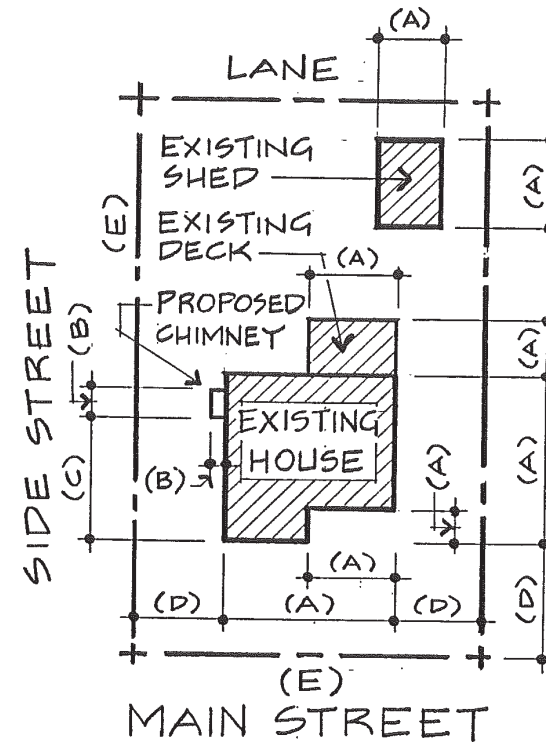 (A)
LANE
EXISTING
SHED
(A)
(E)
EXISTING
DECK
(A)
SIDE STREET
(B)
PROPOSED
CHIMNEY
(A)
EXISTING
HOUSE
(C)
(B)
(A)
(A)
(A)
(D)
(A)
(D)
(D)
(E)
MAIN STREET